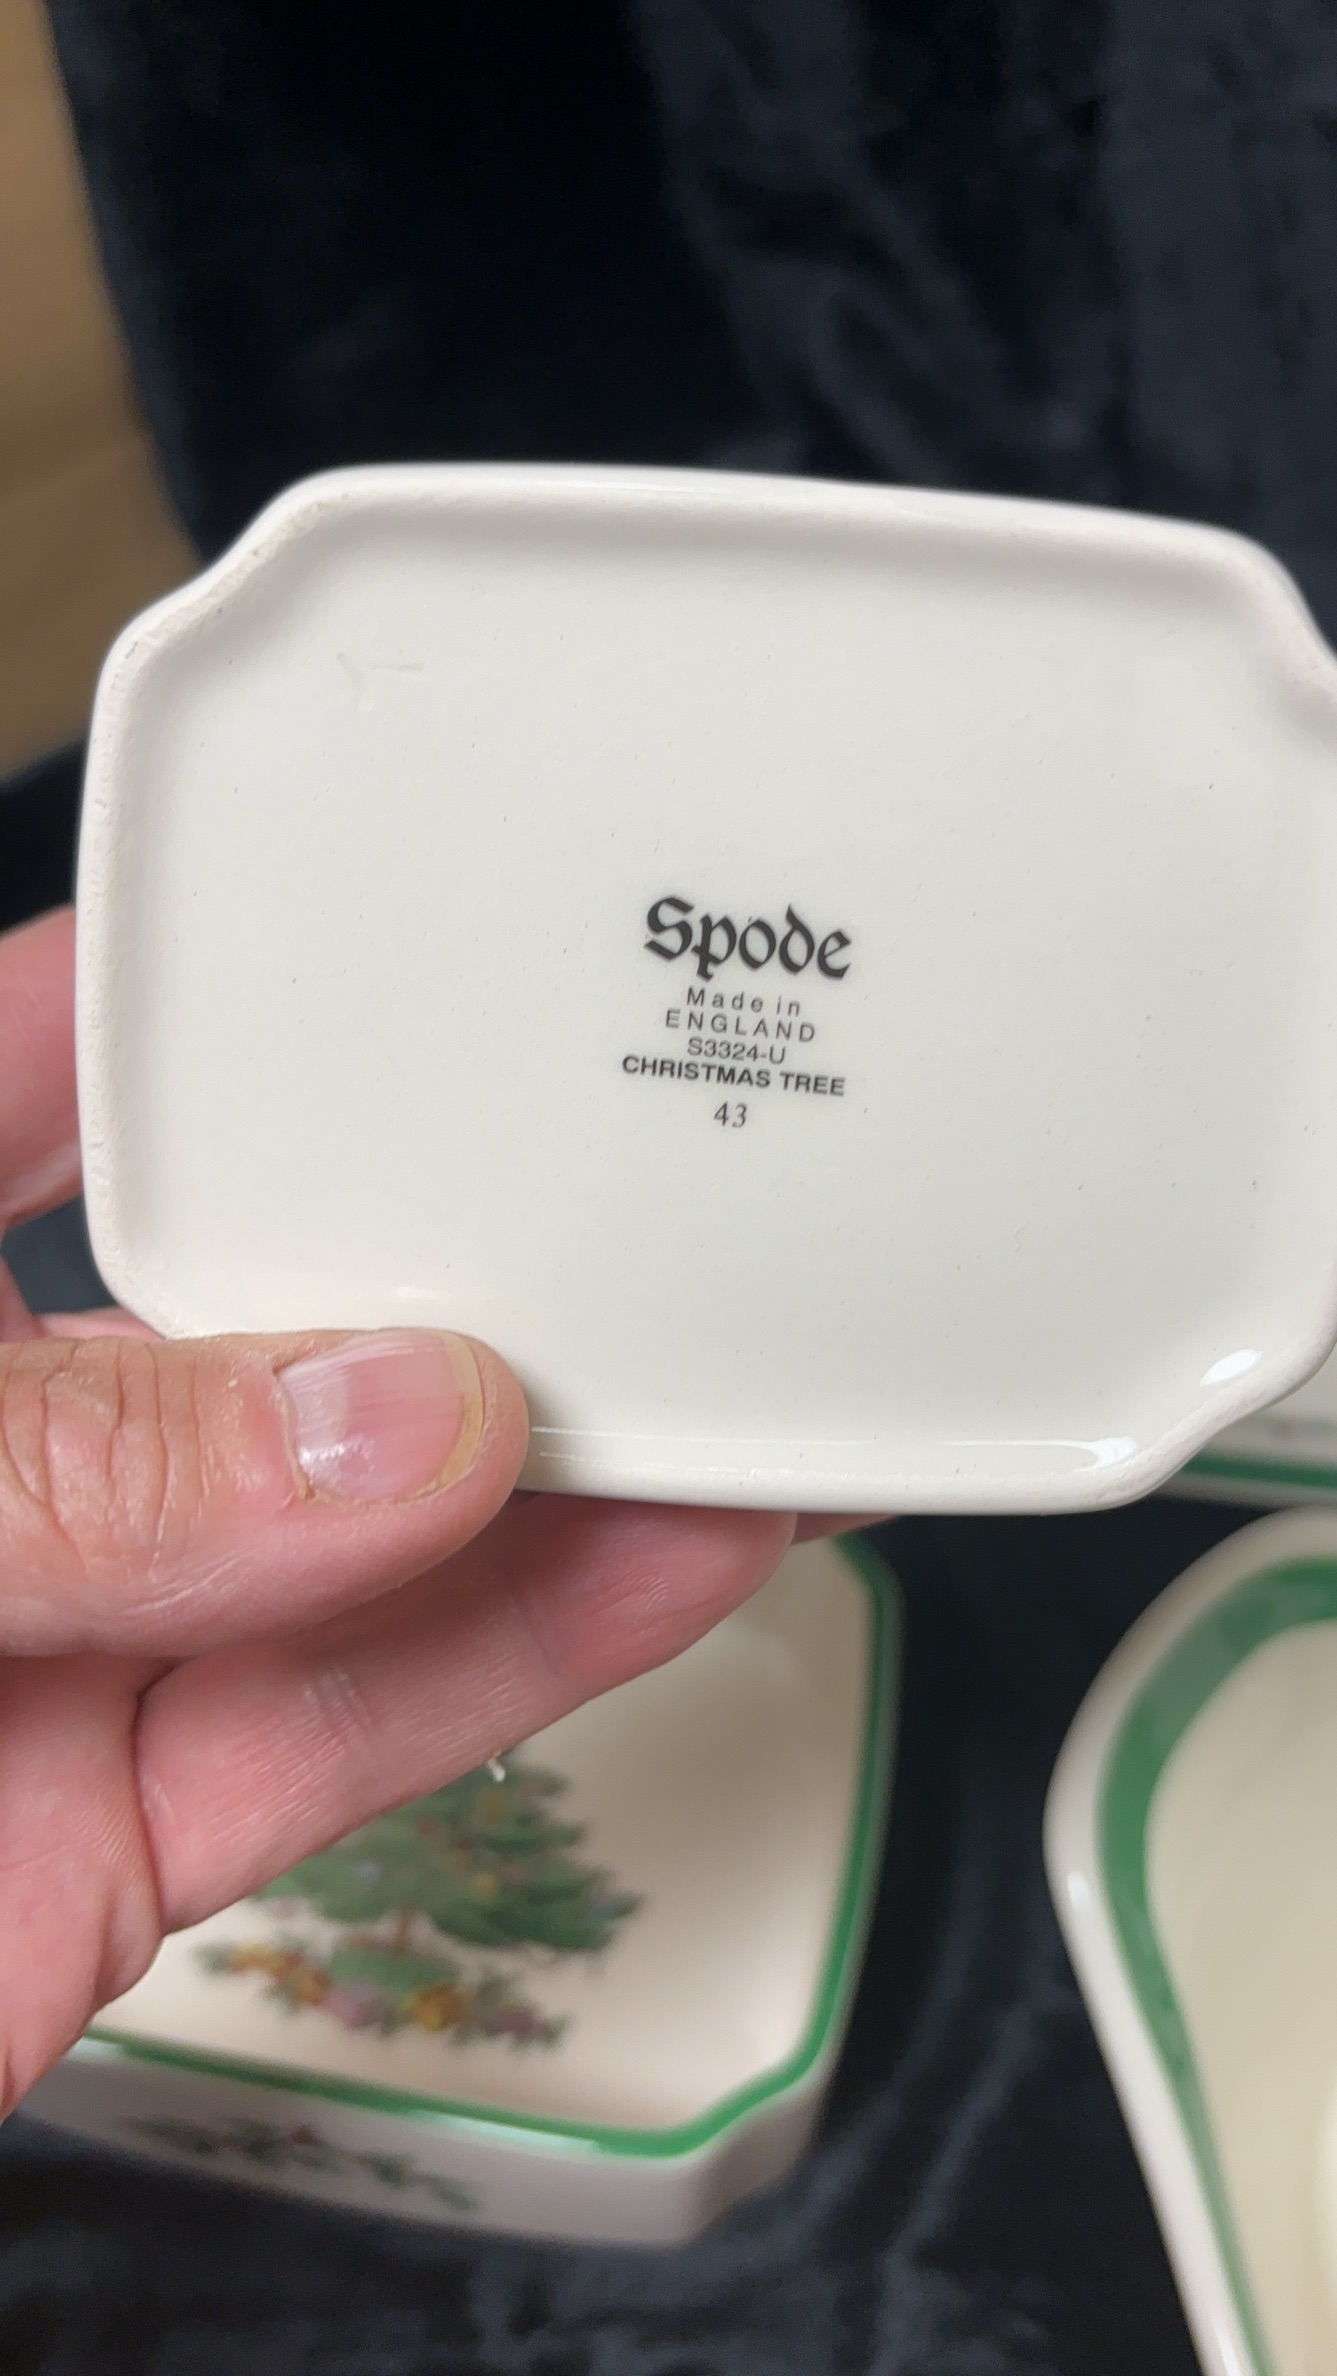 Spode
Made in
ENGLAND
S3324-U
CHRISTMAS TREE
43